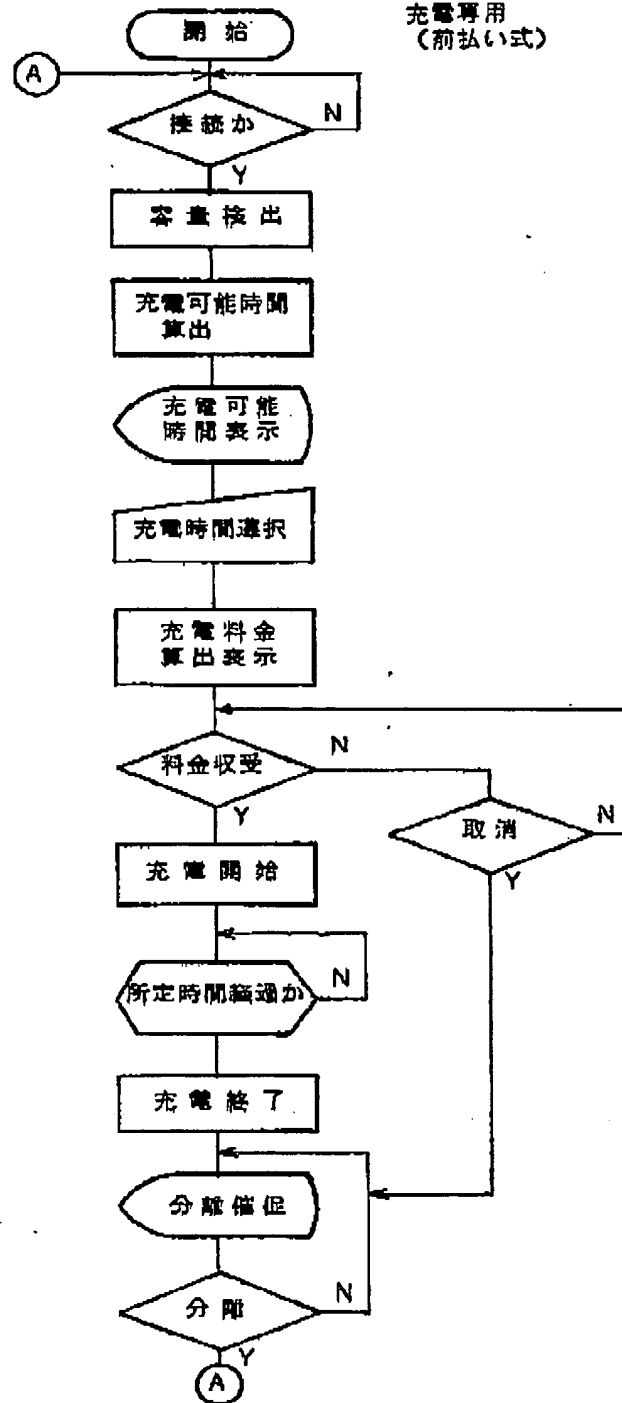 充電専用
(前払い式)
開始
A
接続か
N
Y
容量検出
充電可能時間
算出
充電可能
時間表示
充電時間選択
充電料金
算出表示
料金収受
N
Y
取消
N
Y
充電開始
所定時間経過か
N
充電終了
分離催促
分離
N
Y
A